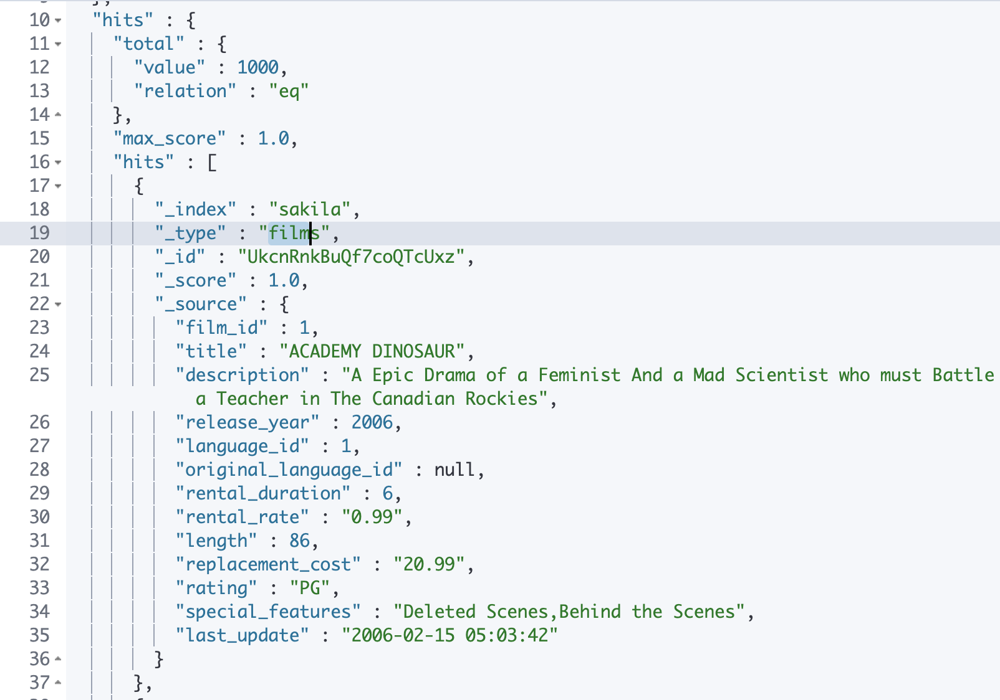 10 "hits" : {
11 "total" : {
12 "value" : 1000,
13 "relation" : "eq"
14 },
15 "max_score" : 1.0,
16 "hits" : [
17 {
18 "_index" : "sakila",
19 "_type" : "films",
20 "_id" : "UkcnRnkBuQf7coQTcUxz",
21 "_score" : 1.0,
22 "_source" : {
23 "film_id" : 1,
24 "title" : "ACADEMY DINOSAUR",
25 "description" : "A Epic Drama of a Feminist And a Mad Scientist who must Battle
a Teacher in The Canadian Rockies",
26 "release_year" : 2006,
27 "language_id" : 1,
28 "original_language_id" : null,
29 "rental_duration" : 6,
30 "rental_rate" : "0.99",
31 "length" : 86,
32 "replacement_cost" : "20.99",
33 "rating" : "PG",
34 "special_features" : "Deleted Scenes,Behind the Scenes",
35 "last_update" : "2006-02-15 05:03:42"
36 }
37 },